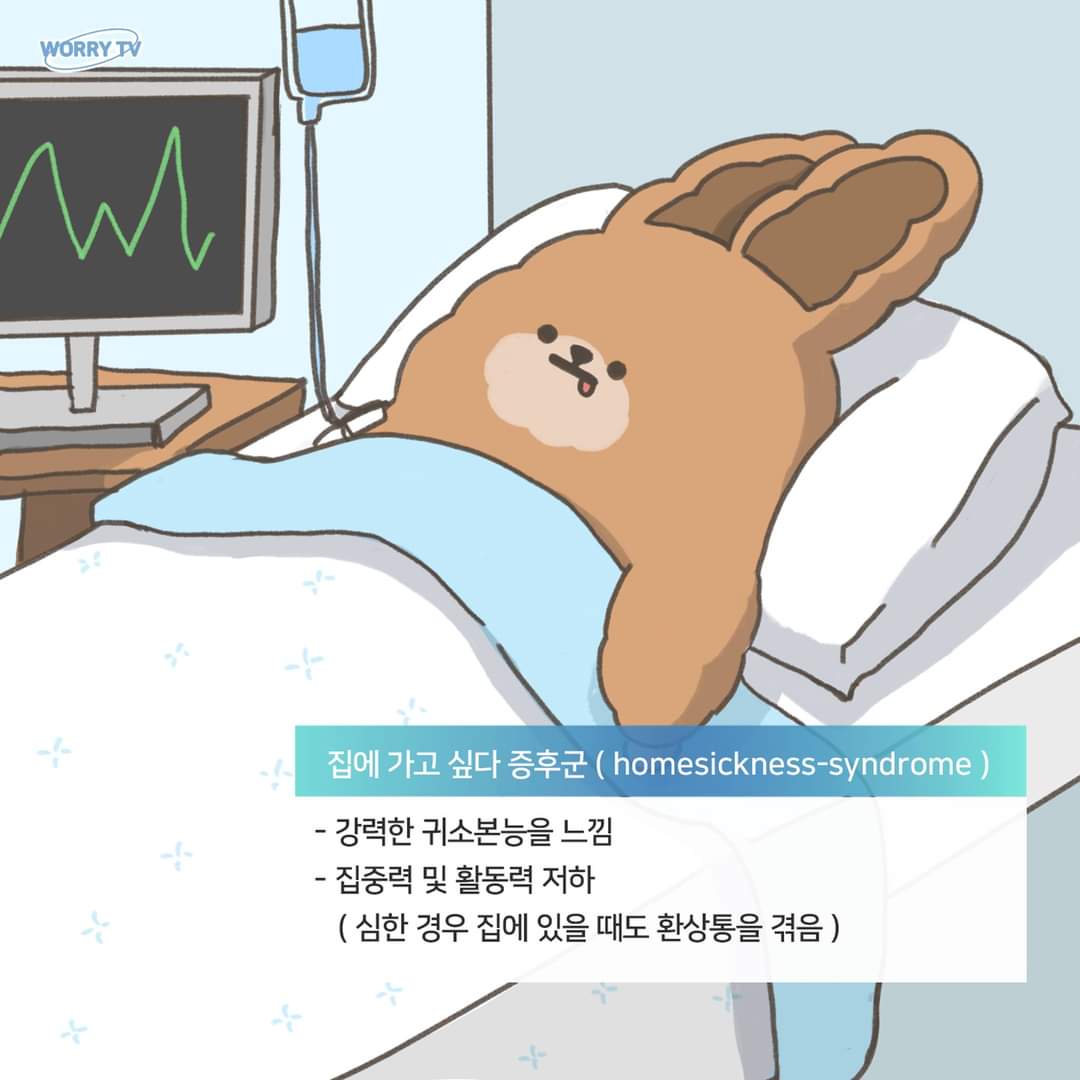 WORRY TV
집에 가고 싶다 증후군 ( homesickness-syndrome )
- 강력한 귀소본능을 느낌
- 집중력 및 활동력 저하
( 심한 경우 집에 있을 때도 환상통을 겪음 )